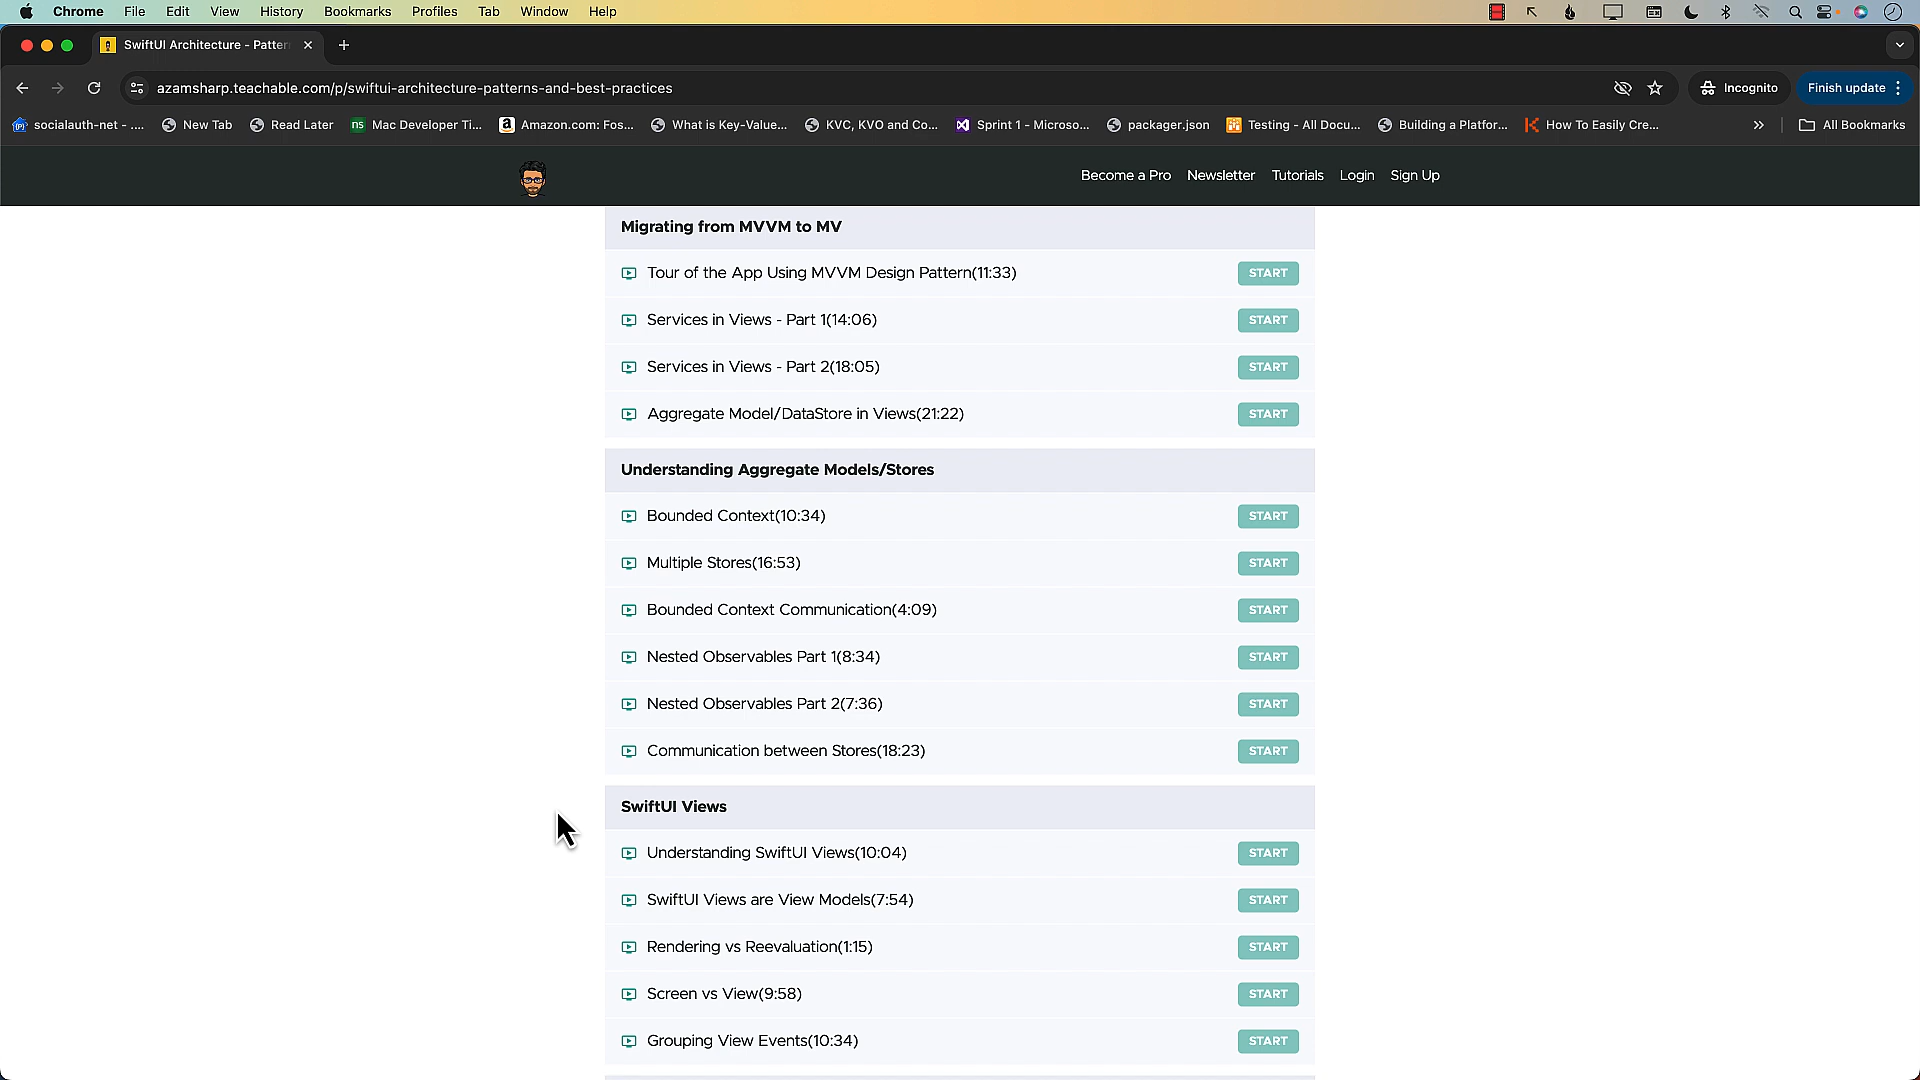 Chrome File Edit View History Bookmarks Profiles Tab Window Help
SwiftUI Architecture - Patter
azamsharp.teachable.com/p/swiftui-architecture-patterns-and-best-practices
Incognito
Finish update
socialauth-net - .... New Tab Read Later ns Mac Developer Ti... Amazon.com: Fos... What is Key-Value... KVC, KVO and Co... Sprint 1 - Microso... packager.json Testing - All Docu... Building a Platfor... How To Easily Cre... » All Bookmarks
Become a Pro Newsletter Tutorials Login Sign Up
Migrating from MVVM to MV
Tour of the App Using MVVM Design Pattern(11:33) START
Services in Views - Part 1(14:06) START
Services in Views - Part 2(18:05) START
Aggregate Model/DataStore in Views(21:22) START
Understanding Aggregate Models/Stores
Bounded Context(10:34) START
Multiple Stores(16:53) START
Bounded Context Communication(4:09) START
Nested Observables Part 1(8:34) START
Nested Observables Part 2(7:36) START
Communication between Stores(18:23) START
SwiftUI Views
Understanding SwiftUI Views(10:04) START
SwiftUI Views are View Models(7:54) START
Rendering vs Reevaluation(1:15) START
Screen vs View(9:58) START
Grouping View Events(10:34) START